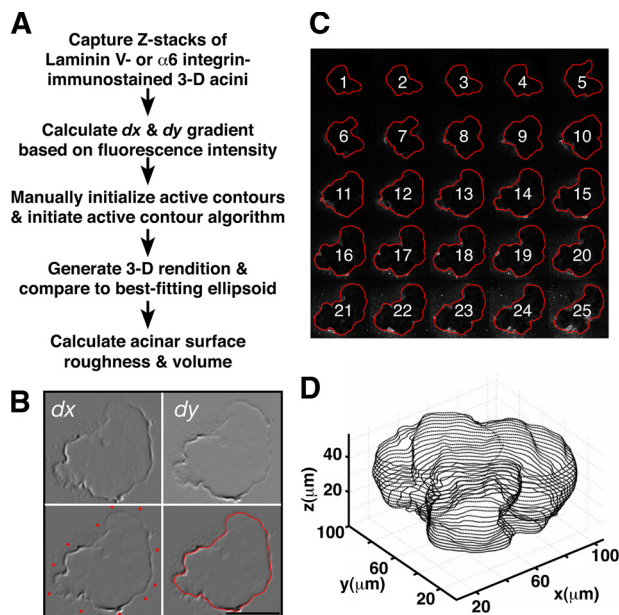 A
Capture Z-stacks of
Laminin V- or α6 integrin-
immunostained 3-D acini
Calculate dx & dy gradient
based on fluorescence intensity
Manually initialize active contours
& initiate active contour algorithm
Generate 3-D rendition &
compare to best-fitting ellipsoid
Calculate acinar surface
roughness & volume
B
dx
dy
C
1 2 3 4 5
6 7 8 9 10
11 12 13 14 15
16 17 18 19 20
21 22 23 24 25
D
z(μm)
40
20
100
60
20
y(μm)
20
60
100
x(μm)